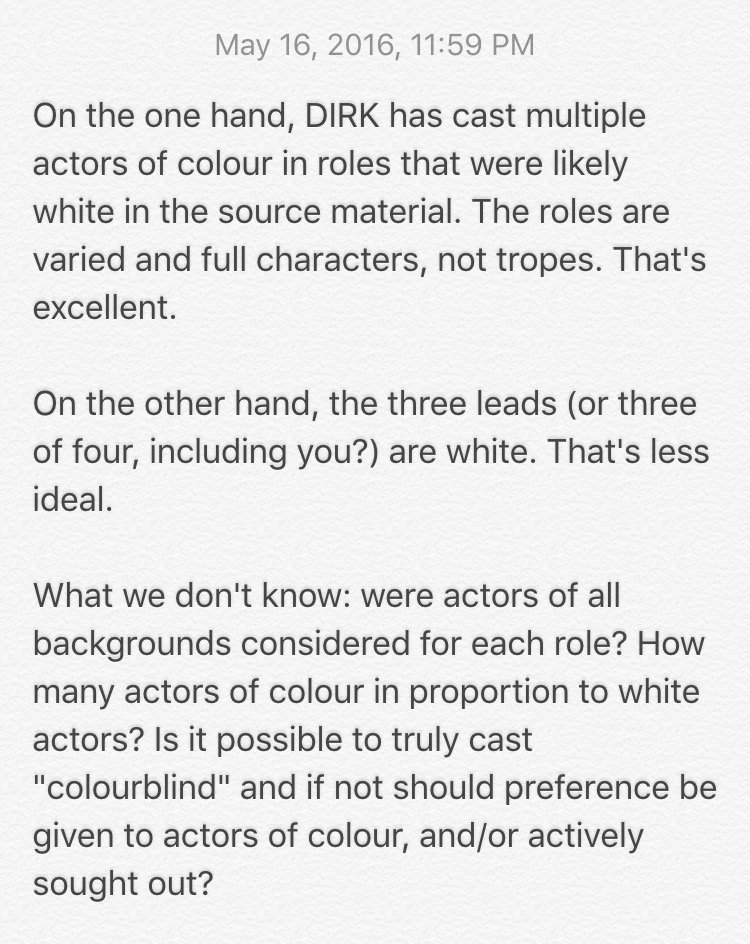 May 16, 2016, 11:59 PM
On the one hand, DIRK has cast multiple
actors of colour in roles that were likely
white in the source material. The roles are
varied and full characters, not tropes. That's
excellent.
On the other hand, the three leads (or three
of four, including you?) are white. That's less
ideal.
What we don't know: were actors of all
backgrounds considered for each role? How
many actors of colour in proportion to white
actors? Is it possible to truly cast
"colourblind" and if not should preference be
given to actors of colour, and/or actively
sought out?